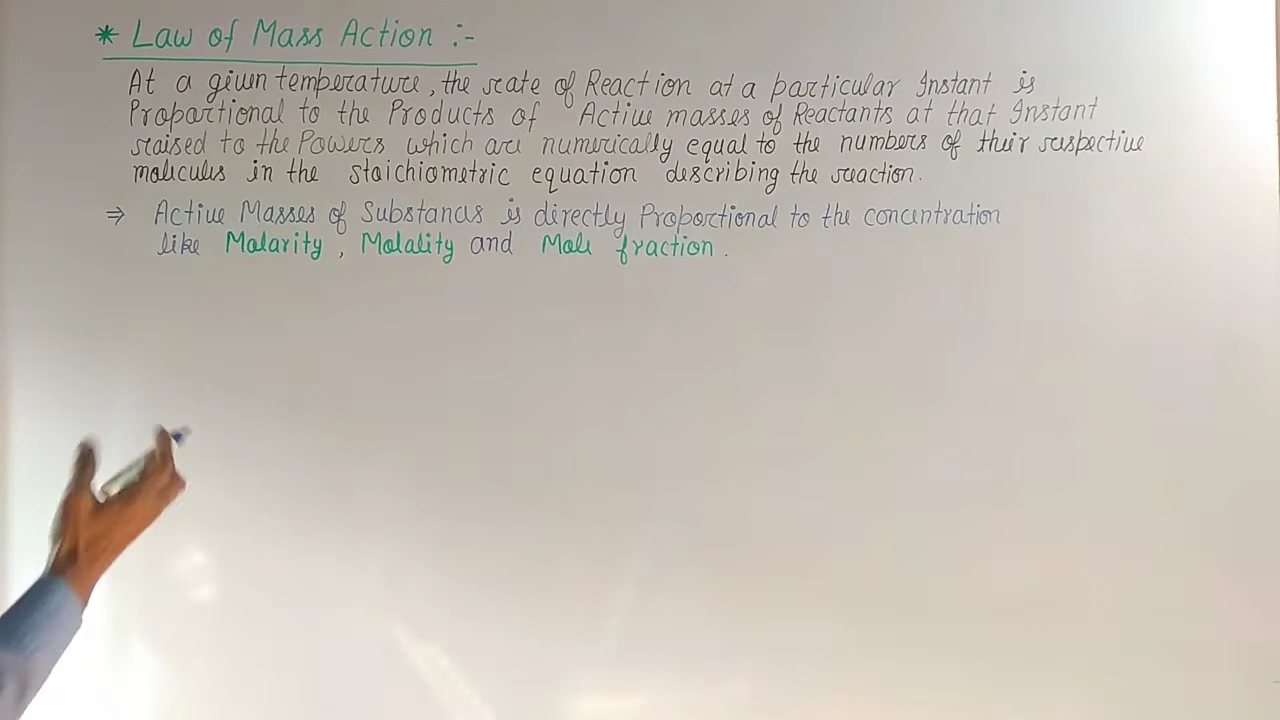 * Law of Mass Action :-
At a given temperature, the rate of Reaction at a particular Instant is
Proportional to the Products of Active masses of Reactants at that Instant
raised to the Powers which are numerically equal to the numbers of their respective
molecules in the stoichiometric equation describing the reaction.
⇒ Active Masses of Substances is directly Proportional to the concentration
like Molarity, Molality and Mole fraction.